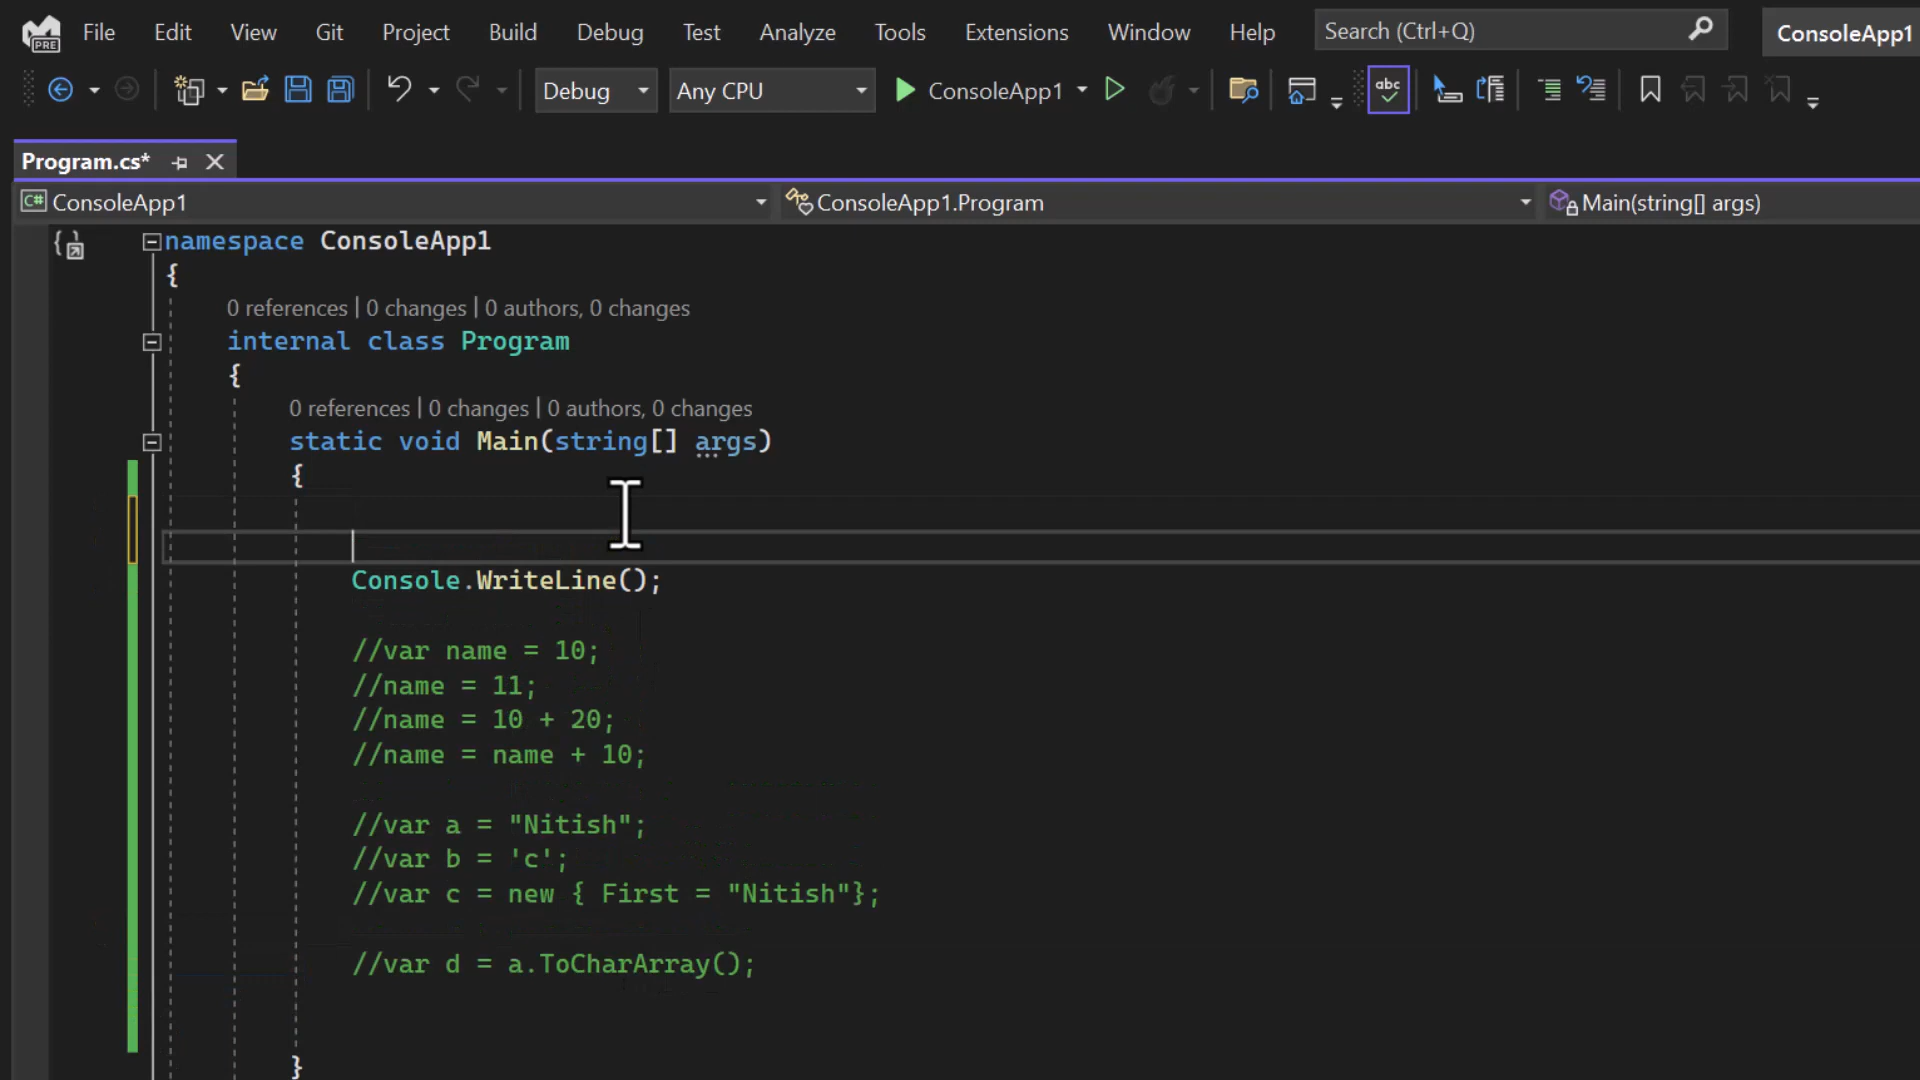 PRE File Edit View Git Project Build Debug Test Analyze Tools Extensions Window Help Search (Ctrl+Q) ConsoleApp1
Debug Any CPU ConsoleApp1 abc
Program.cs*
C# ConsoleApp1 ConsoleApp1.Program Main(string[] args)
namespace ConsoleApp1
{
0 references | 0 changes | 0 authors, 0 changes
internal class Program
{
0 references | 0 changes | 0 authors, 0 changes
static void Main(string[] args)
{
Console.WriteLine();
//var name = 10;
//name = 11;
//name = 10 + 20;
//name = name + 10;
//var a = "Nitish";
//var b = 'c';
//var c = new { First = "Nitish"};
//var d = a.ToCharArray();
}